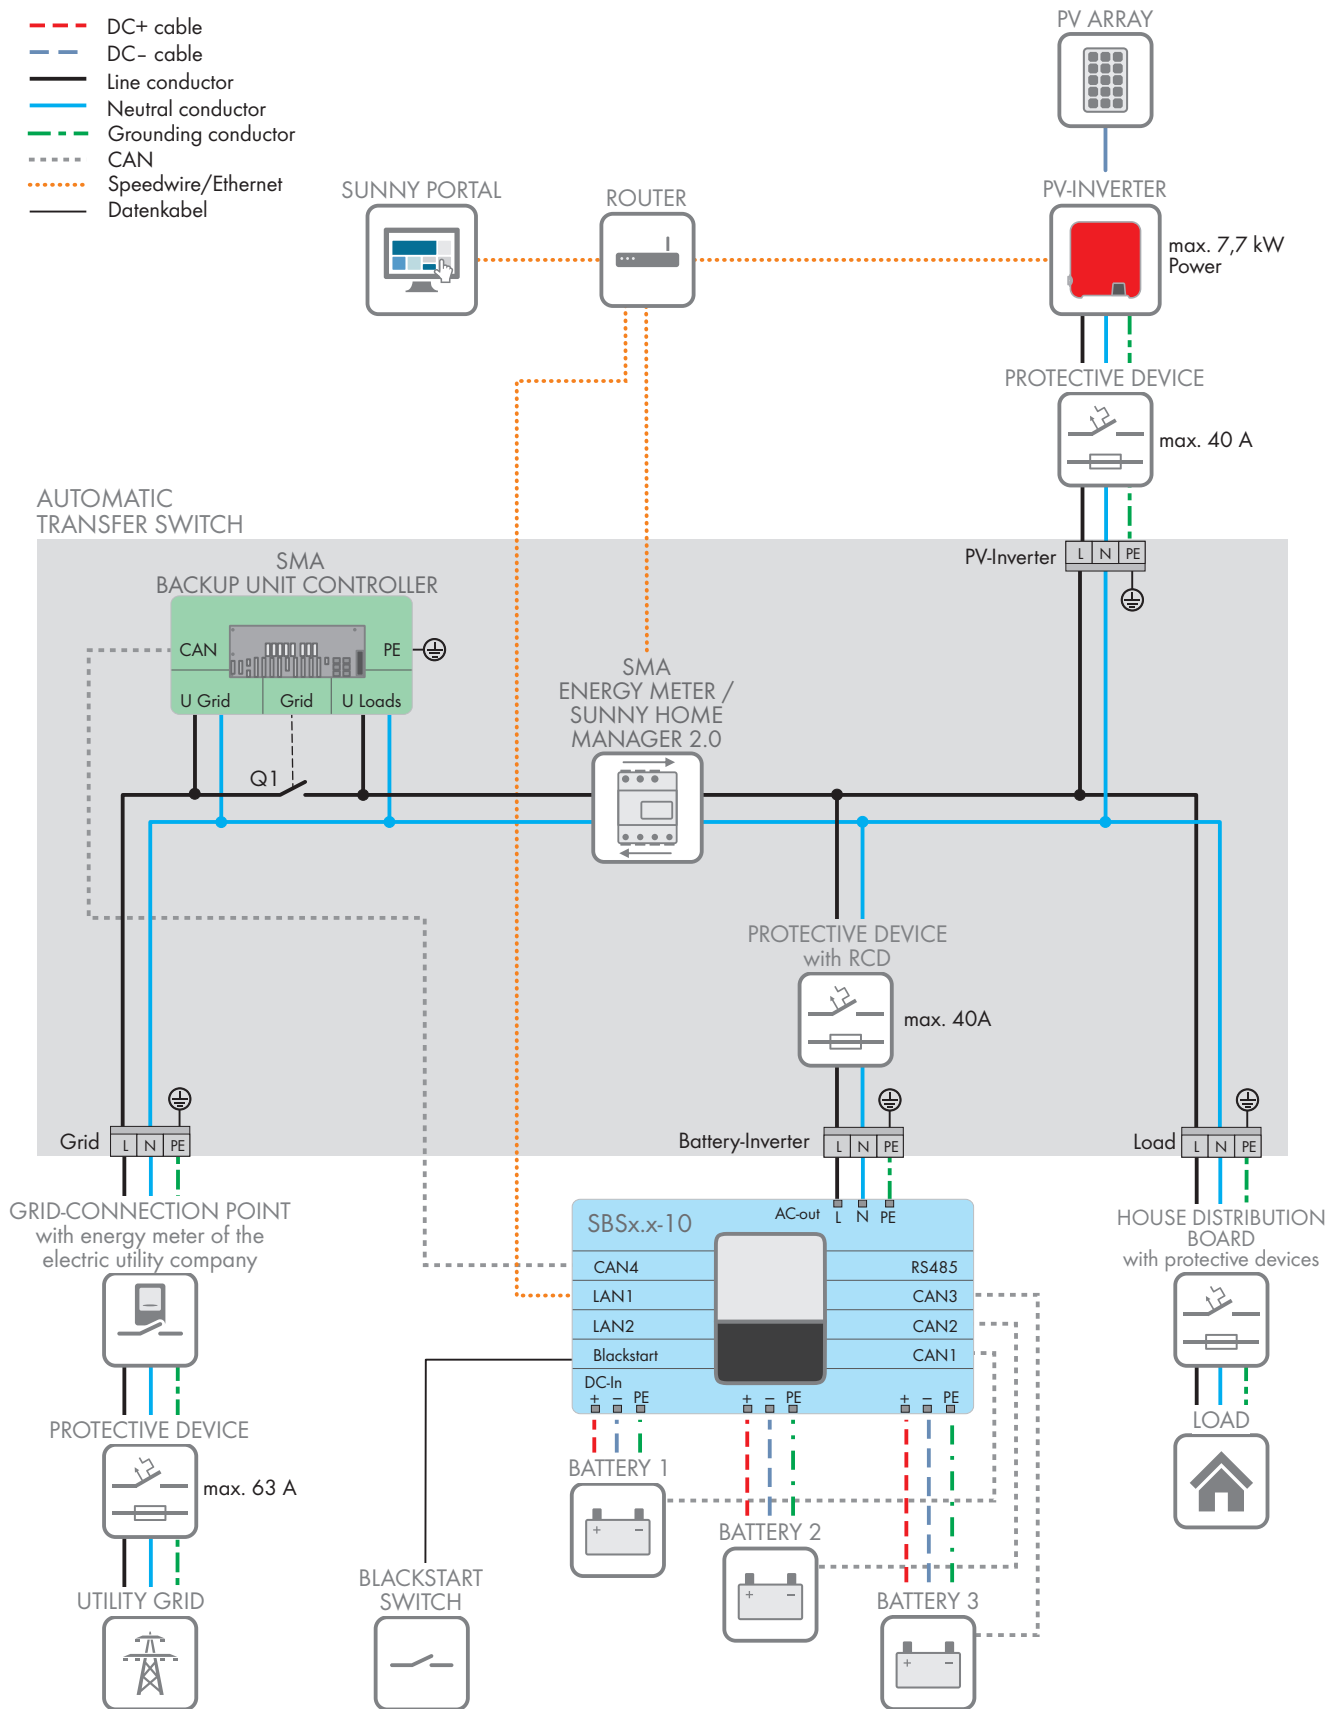 DC+ cable
DC– cable
Line conductor
Neutral conductor
Grounding conductor
CAN
Speedwire/Ethernet
Datenkabel
PV ARRAY
SUNNY PORTAL
ROUTER
PV-INVERTER
max. 7,7 kW
Power
PROTECTIVE DEVICE
max. 40 A
AUTOMATIC
TRANSFER SWITCH
PV-Inverter
L N PE
SMA
BACKUP UNIT CONTROLLER
CAN
PE
U Grid
Grid
U Loads
Q1
SMA
ENERGY METER /
SUNNY HOME
MANAGER 2.0
PROTECTIVE DEVICE
with RCD
max. 40A
Grid
L N PE
Battery-Inverter
L N PE
Load
L N PE
GRID-CONNECTION POINT
with energy meter of the
electric utility company
PROTECTIVE DEVICE
max. 63 A
UTILITY GRID
SBSx.x-10
AC-out
L N PE
CAN4
LAN1
LAN2
Blackstart
RS485
CAN3
CAN2
CAN1
DC-In
+ – PE
+ – PE
+ – PE
BATTERY 1
+ –
BATTERY 2
+ –
BATTERY 3
+ –
BLACKSTART
SWITCH
HOUSE DISTRIBUTION
BOARD
with protective devices
LOAD